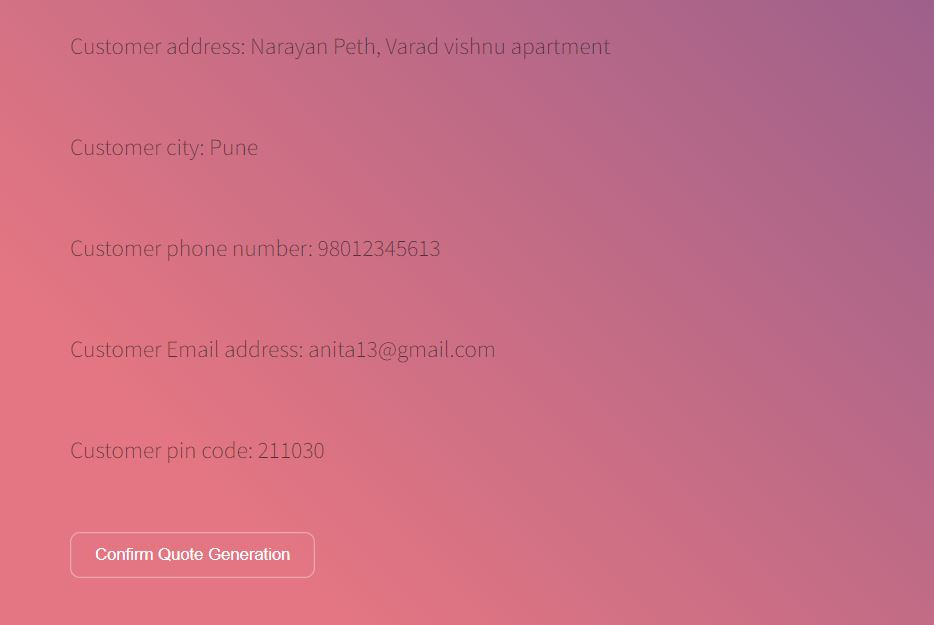 Customer address: Narayan Peth, Varad vishnu apartment
Customer city: Pune
Customer phone number: 98012345613
Customer Email address: anita13@gmail.com
Customer pin code: 211030
Confirm Quote Generation